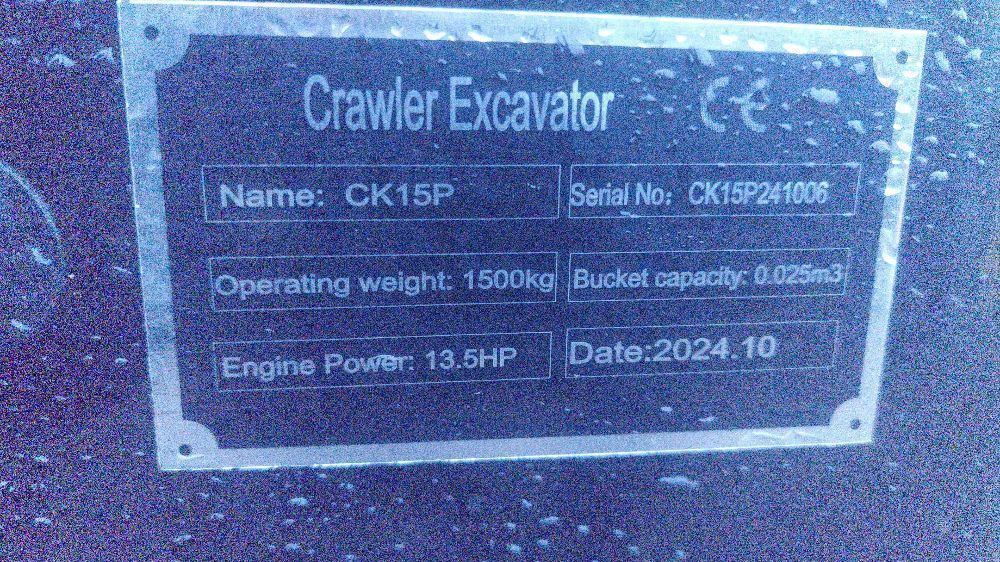 Crawler Excavator CE
Name: CK15P
Serial No: CK15P241006
Operating weight: 1500kg
Bucket capacity: 0.025m3
Engine Power: 13.5HP
Date:2024.10